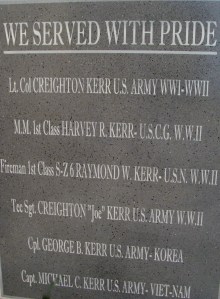 WE SERVED WITH PRIDE
Lt. Col CREIGHTON KERR U.S. ARMY WWI-WWII
M.M. 1st Class HARVEY R. KERR- U.S.C.G. W.W.II
Fireman 1st Class S-Z 6 RAYMOND W. KERR- U.S.N. W.W.II
Tec Sgt. CREIGHTON "Joe" KERR U.S. ARMY W.W.II
Cpl. GEORGE B. KERR U.S. ARMY- KOREA
Capt. MICHAEL C. KERR U.S. ARMY- VIET-NAM